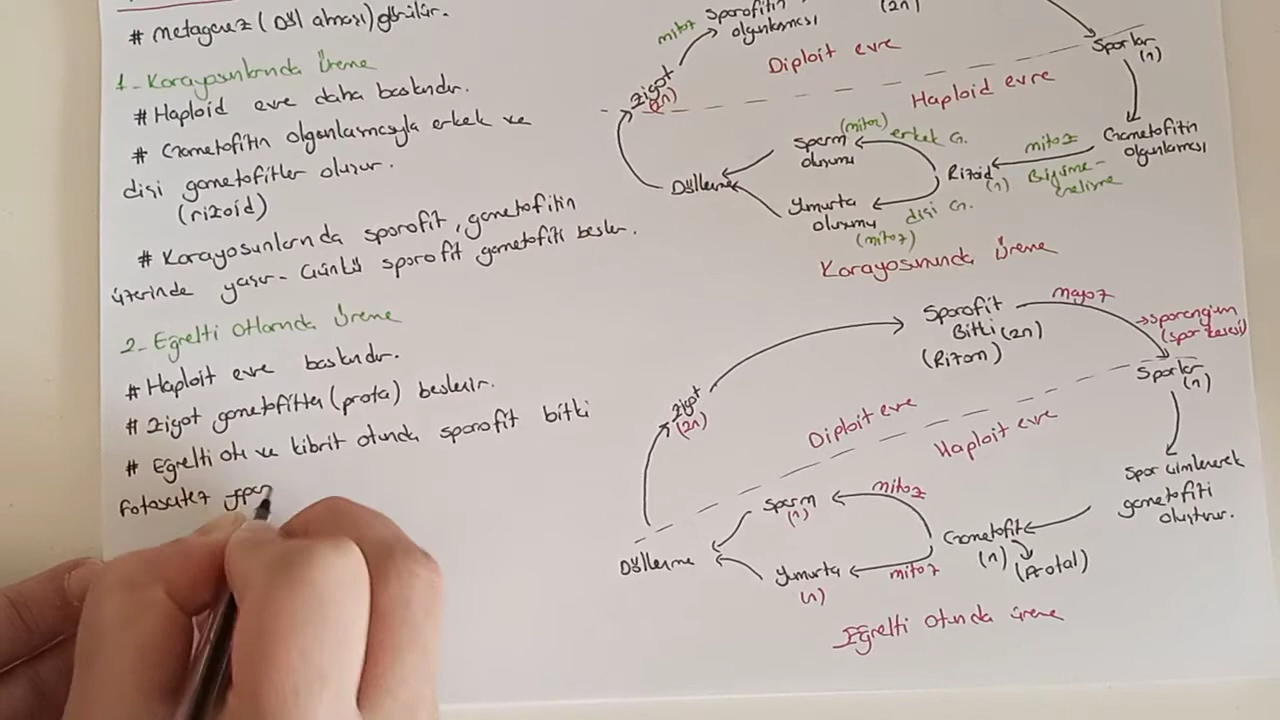 # Metagenez (Döl alması) görülür.
1- Karayosunlarında Üreme
# Haploid evre daha baskındır.
# Gametofitin olgunlaşmasıyla erkek ve
dişi gametofitler oluşur.
(rizoid)
# Karayosunlarında sporofit, gametofitin
üzerinde yaşar. Çünkü sporofit gametofiti besler.
2- Eğrelti Otlarında Üreme
# Haploit evre baskındır.
# Zigot gametofitten (prota) beslenir.
# Eğrelti otu ve kibrit otunda sporofit bitki
fotosentez
mitoz
Sporofitin
olgunlaşması
(2n)
Zigot
(2n)
Diploit evre
Haploid evre
Sporlar
(n)
Gametofitin
olgunlaşması
mitoz
Büyüme-
Gelişme
Rizoid
(n)
erkek G.
(mitoz)
Sperm
oluşumu
Yumurta
oluşumu
(mitoz)
dişi G.
Döllenme
Karayosununda Üreme
Sporofit
Bitki (2n)
(Rizom)
mayoz
→ sporangium
(spor kesesi)
Sporlar
(n)
Zigot
(2n)
Diploit evre
Haploit evre
Spor çimlenerek
gametofiti
oluşturur.
Gametofit
(n)
(Protal)
mitoz
Sperm
(n)
mitoz
Yumurta
(n)
Döllenme
Eğrelti Otunda üreme